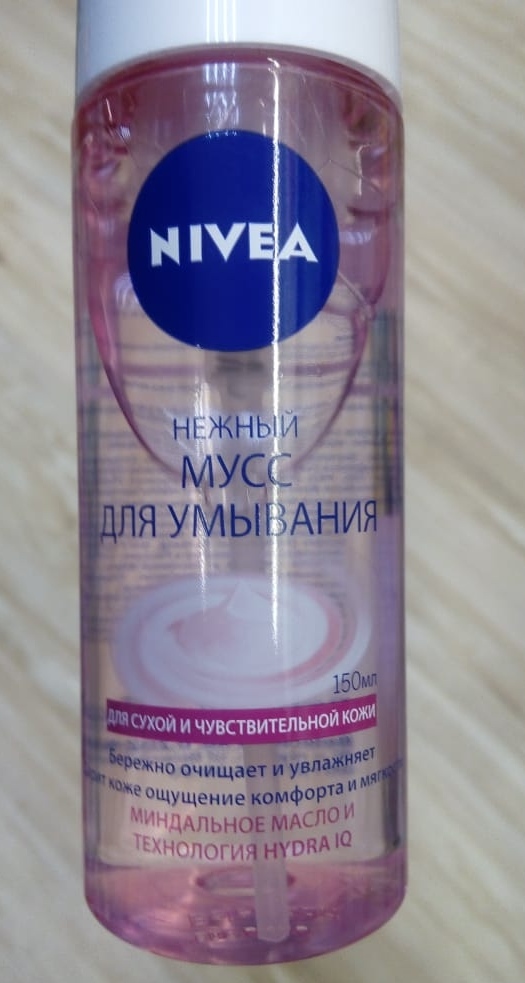 NIVEA
НЕЖНЫЙ
МУСС
ДЛЯ УМЫВАНИЯ
150мл
ДЛЯ СУХОЙ И ЧУВСТВИТЕЛЬНОЙ КОЖИ
Бережно очищает и увлажняет
коже ощущение комфорта и
МИНДАЛЬНОЕ МАСЛО И
ТЕХНОЛОГИЯ HYDRA IQ